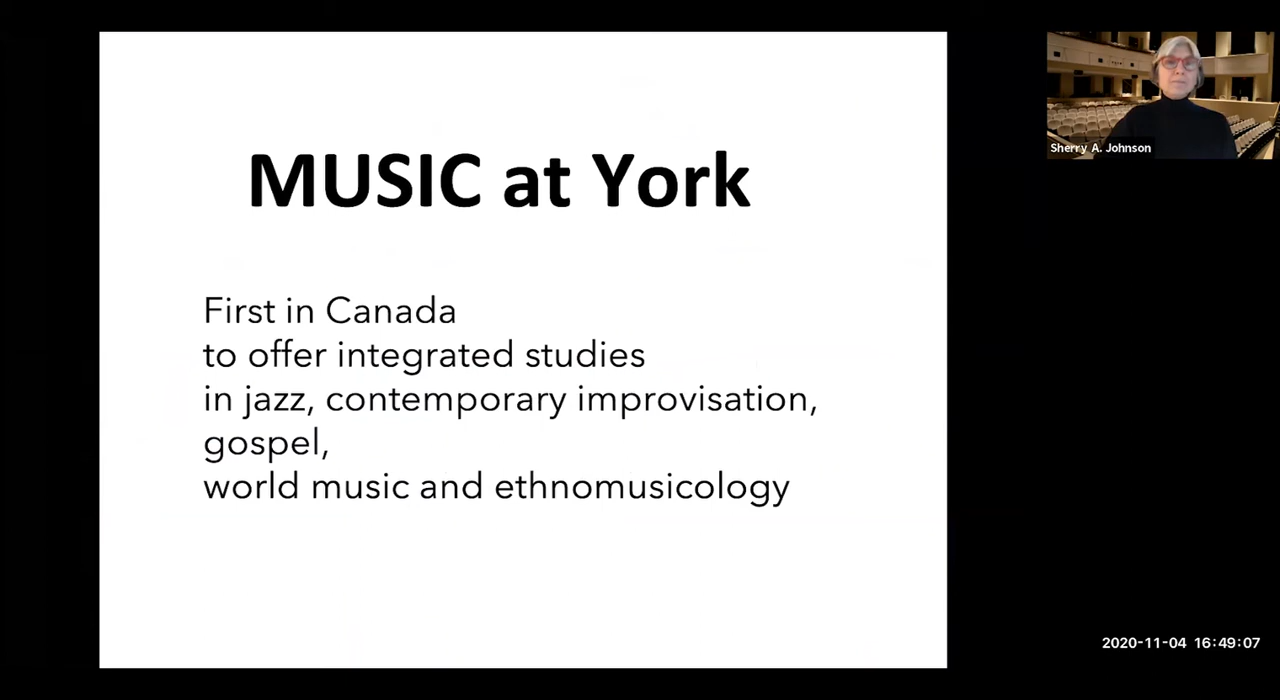 MUSIC at York
First in Canada
to offer integrated studies
in jazz, contemporary improvisation,
gospel,
world music and ethnomusicology
Sherry A. Johnson
2020-11-04 16:49:07